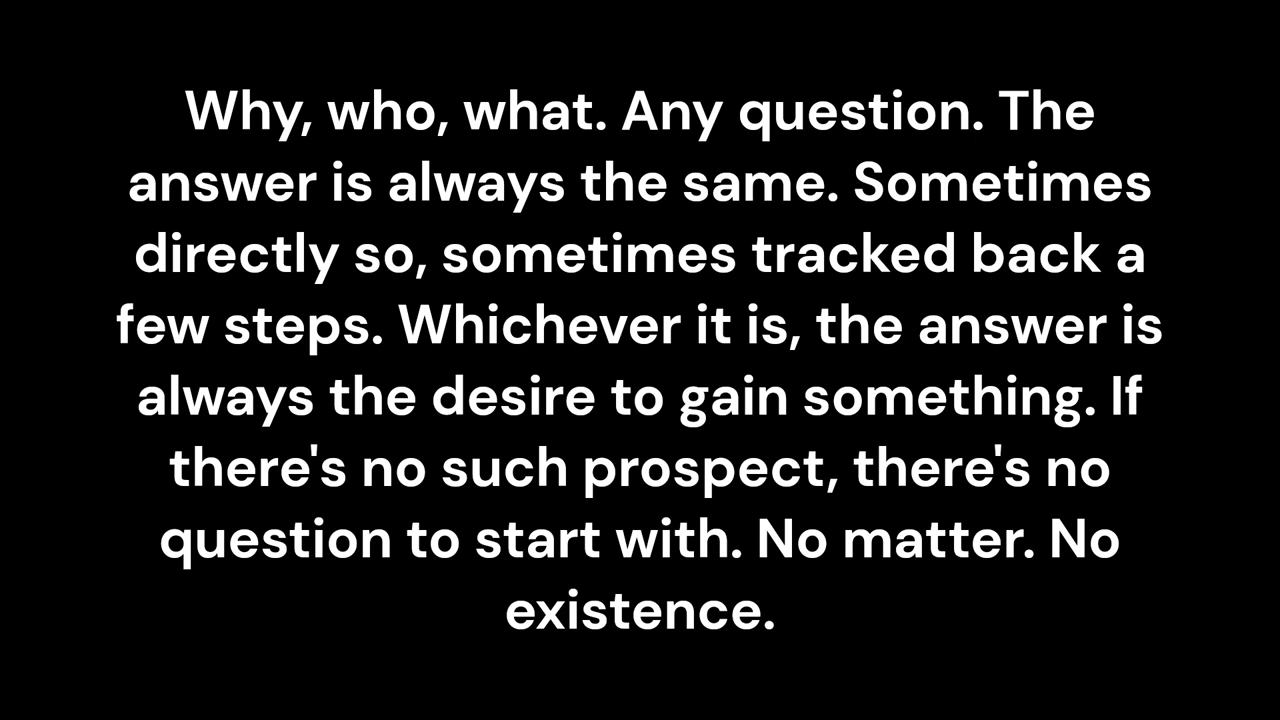 Why, who, what. Any question. The
answer is always the same. Sometimes
directly so, sometimes tracked back a
few steps. Whichever it is, the answer is
always the desire to gain something. If
there's no such prospect, there's no
question to start with. No matter. No
existence.